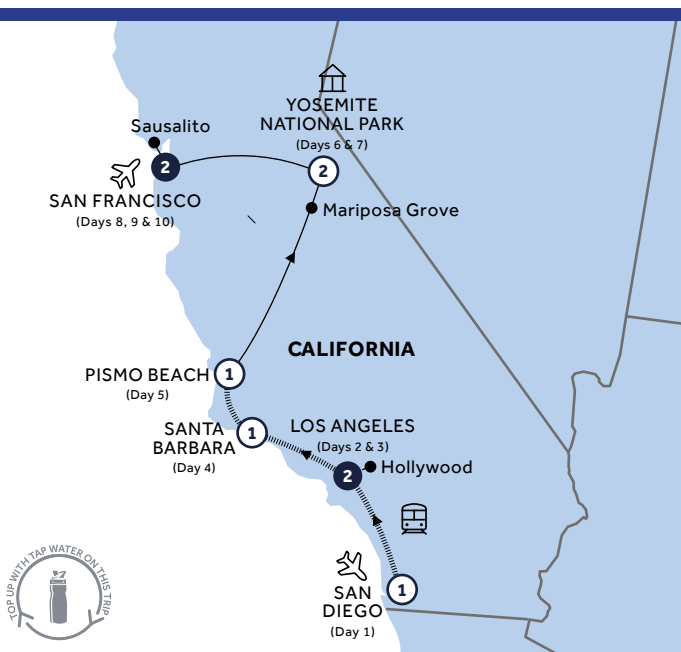 YOSEMITE
NATIONAL PARK
(Days 6 & 7)
Sausalito
2
2
SAN FRANCISCO
(Days 8, 9 & 10)
Mariposa Grove
CALIFORNIA
PISMO BEACH
1
(Day 5)
SANTA
BARBARA
1
(Day 4)
LOS ANGELES
(Days 2 & 3)
Hollywood
2
SAN
DIEGO
1
(Day 1)
TOP UP WITH TAP WATER ON THIS TRIP